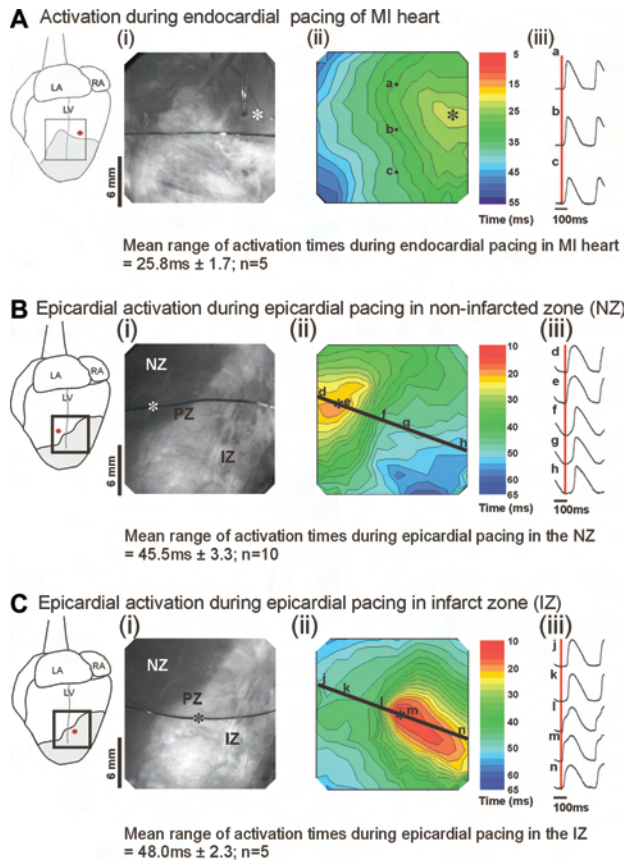 A Activation during endocardial pacing of MI heart
(i) (ii) (iii)
LA RA
LV
*
6 mm
a
b
c
*
5
15
25
35
45
55
Time (ms)
a
b
c
100ms
Mean range of activation times during endocardial pacing in MI heart
= 25.8ms ± 1.7; n=5
B Epicardial activation during epicardial pacing in non-infarcted zone (NZ)
(i) (ii) (iii)
LA RA
LV
NZ
*
PZ
IZ
6 mm
d
*e
f
g
h
10
20
30
40
50
60
65
Time (ms)
d
e
f
g
h
100ms
Mean range of activation times during epicardial pacing in the NZ
= 45.5ms ± 3.3; n=10
C Epicardial activation during epicardial pacing in infarct zone (IZ)
(i) (ii) (iii)
LA RA
LV
NZ
PZ
*
IZ
6 mm
j
k
l
*m
n
10
20
30
40
50
60
65
Time (ms)
j
k
l
m
n
100ms
Mean range of activation times during epicardial pacing in the IZ
= 48.0ms ± 2.3; n=5